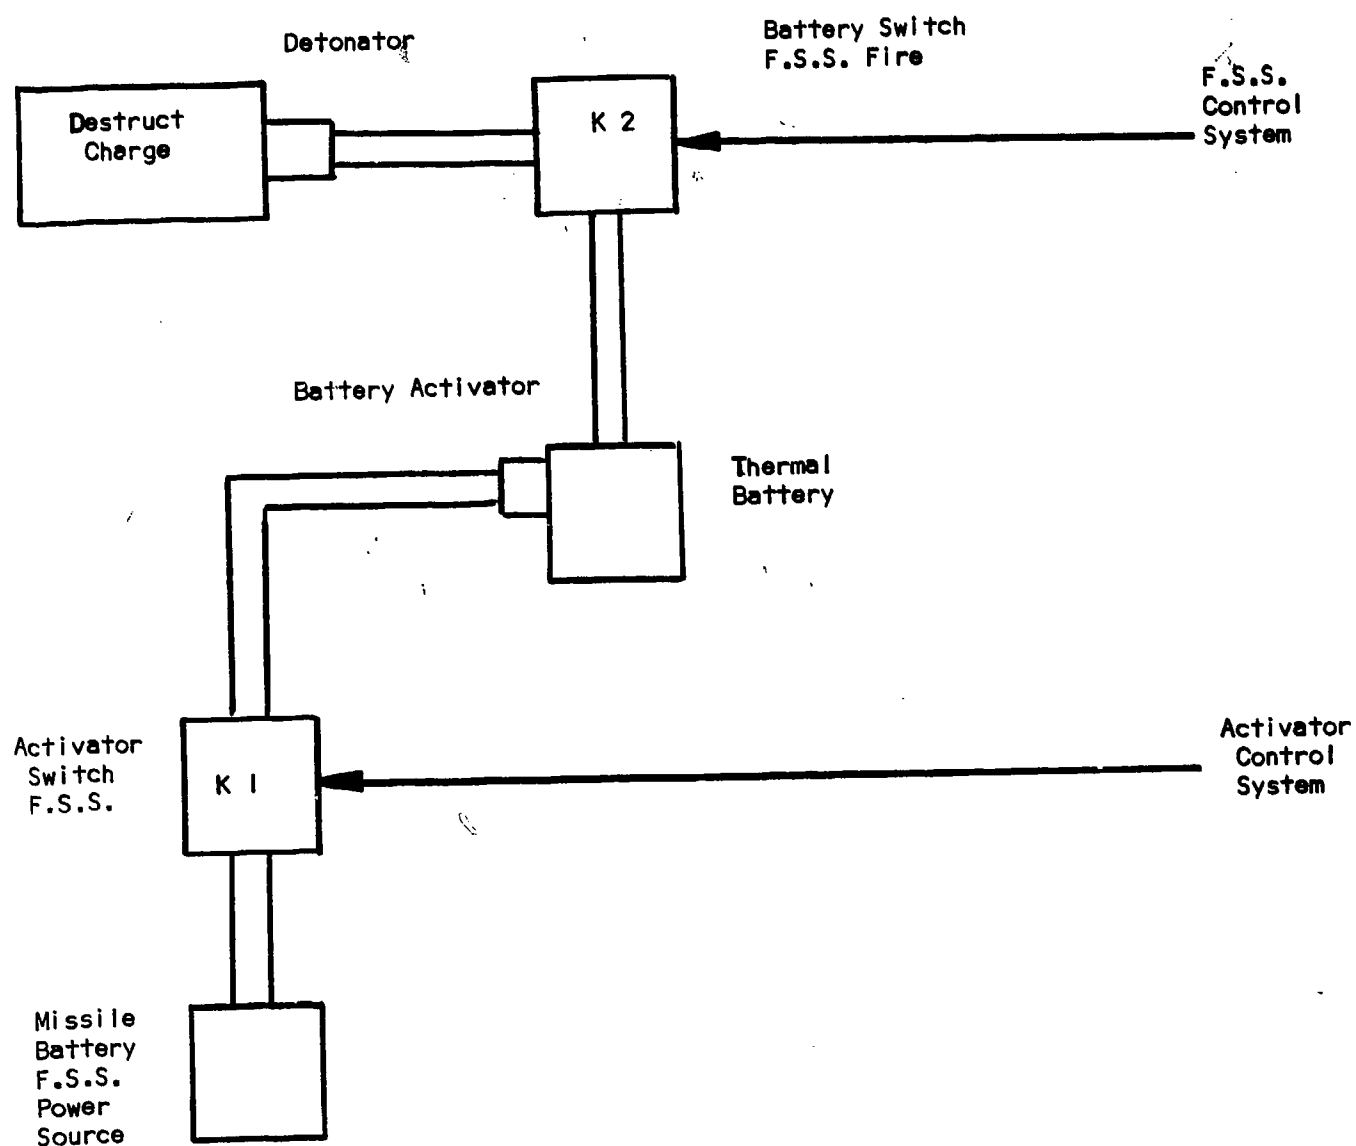 Detonator
Battery Switch
F.S.S. Fire
F.S.S.
Control
System
Destruct
Charge
K 2
Battery Activator
Thermal
Battery
Activator
Switch
F.S.S.
K 1
Activator
Control
System
Missile
Battery
F.S.S.
Power
Source